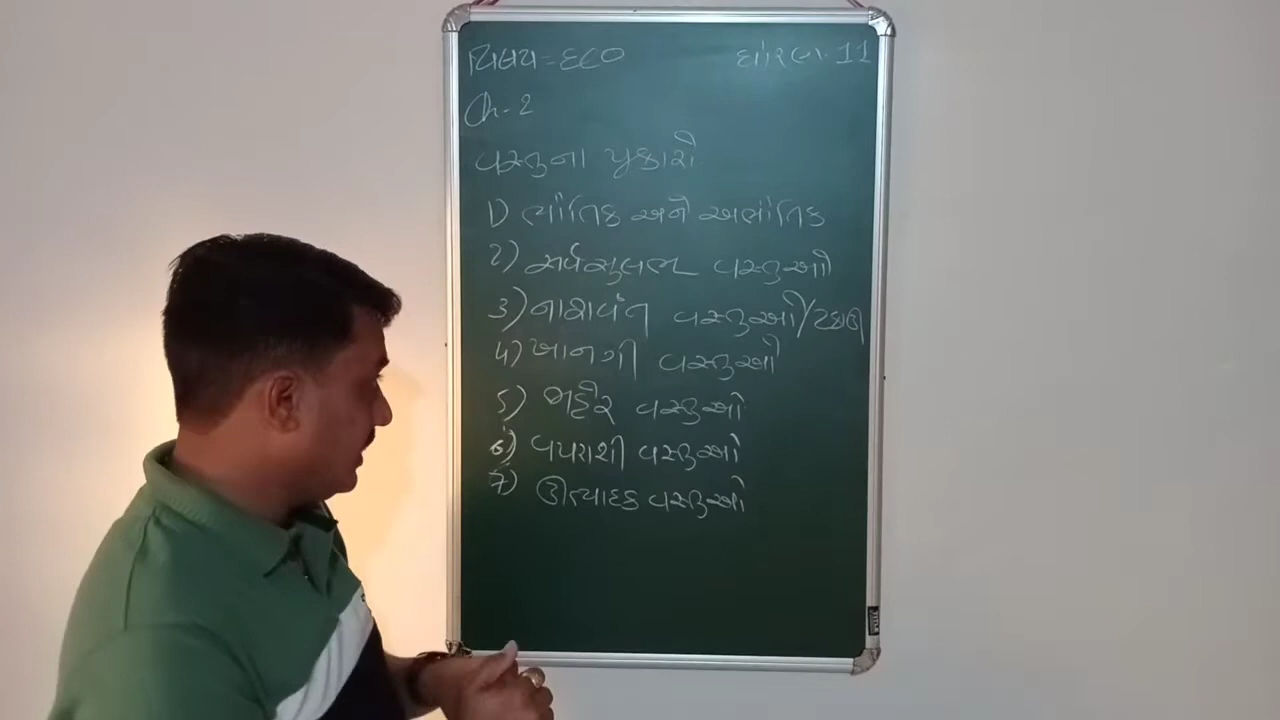 વિષય = ECO ધોરણ. 11
Ch-2
વસ્તુના પ્રકારો
1) ભૌતિક અને અભૌતિક
2) સર્વસુલભ વસ્તુઓ
3) નાશવંત વસ્તુઓ/ટકાઉ
4) ખાનગી વસ્તુઓ
5) જાહેર વસ્તુઓ
6) વપરાશી વસ્તુઓ
7) ઊત્પાદક વસ્તુઓ